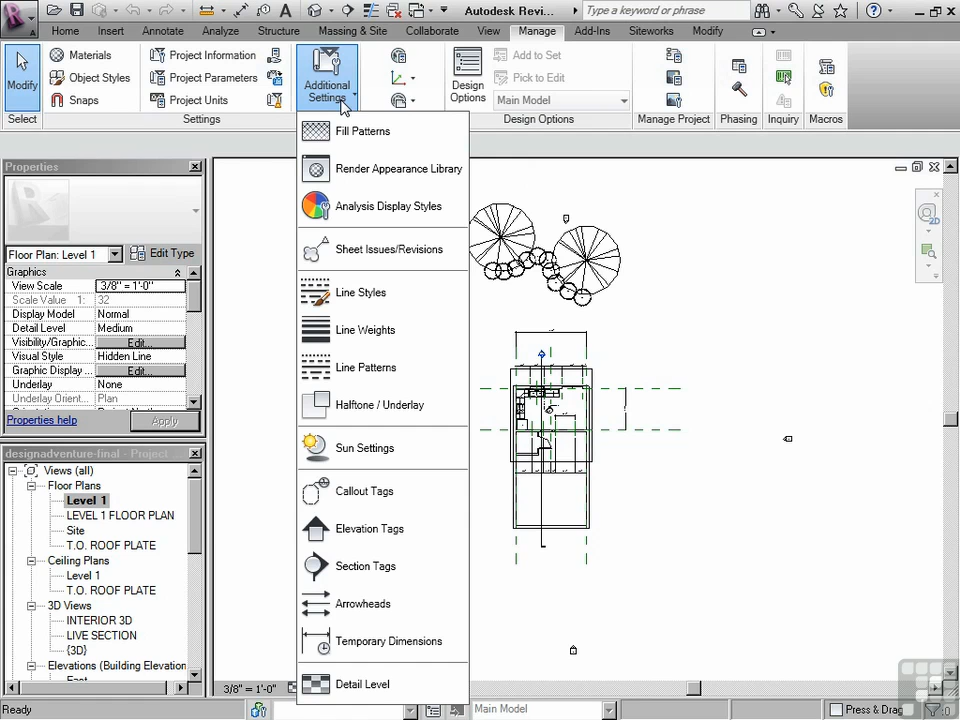 Autodesk Revi...
Type a keyword or phrase
Home Insert Annotate Analyze Structure Massing & Site Collaborate View Manage Add-Ins Siteworks Modify
Modify
Materials
Object Styles
Snaps
Project Information
Project Parameters
Project Units
Additional
Settings
Design
Options
Add to Set
Pick to Edit
Main Model
Select Settings Design Options Manage Project Phasing Inquiry Macros
Fill Patterns
Render Appearance Library
Analysis Display Styles
Sheet Issues/Revisions
Line Styles
Line Weights
Line Patterns
Halftone / Underlay
Sun Settings
Callout Tags
Elevation Tags
Section Tags
Arrowheads
Temporary Dimensions
Detail Level
Properties
Floor Plan: Level 1
Edit Type
Graphics
View Scale 3/8" = 1'-0"
Scale Value 1: 32
Display Model Normal
Detail Level Medium
Visibility/Graphic... Edit...
Visual Style Hidden Line
Graphic Display ... Edit...
Underlay None
Underlay Orient... Plan
Properties help Apply
designadventure-final - Project
Views (all)
Floor Plans
Level 1
LEVEL 1 FLOOR PLAN
Site
T.O. ROOF PLATE
Ceiling Plans
Level 1
T.O. ROOF PLATE
3D Views
INTERIOR 3D
LIVE SECTION
{3D}
Elevations (Building Elevation
East
3/8" = 1'-0"
Main Model
Press & Drag
:0
2D